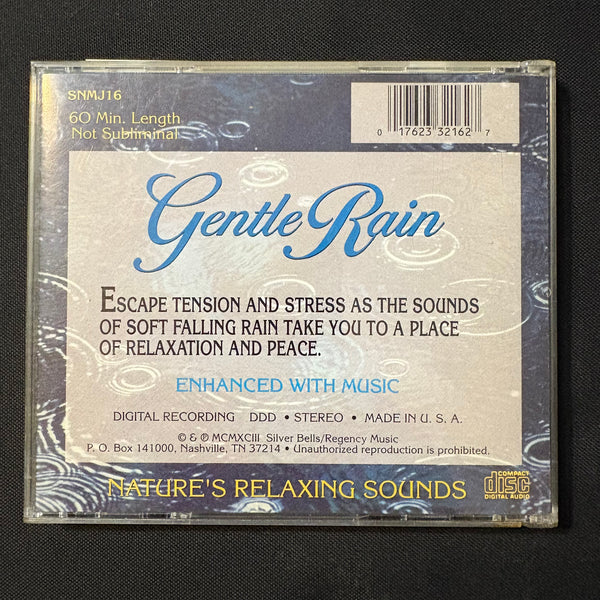 SNMJ16
60 Min. Length
Not Subliminal
0 17623 32162 7
Gentle Rain
ESCAPE TENSION AND STRESS AS THE SOUNDS
OF SOFT FALLING RAIN TAKE YOU TO A PLACE
OF RELAXATION AND PEACE.
ENHANCED WITH MUSIC
DIGITAL RECORDING DDD • STEREO • MADE IN U. S. A.
© & ℗ MCMXCIII Silver Bells/Regency Music
P. O. Box 141000, Nashville, TN 37214 • Unauthorized reproduction is prohibited.
NATURE'S RELAXING SOUNDS
COMPACT
disc
DIGITAL AUDIO